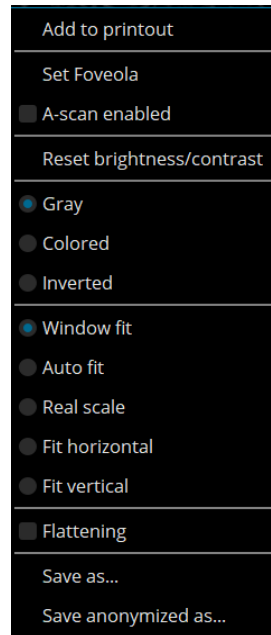 Add to printout
Set Foveola
A-scan enabled
Reset brightness/contrast
Gray
Colored
Inverted
Window fit
Auto fit
Real scale
Fit horizontal
Fit vertical
Flattening
Save as...
Save anonymized as...